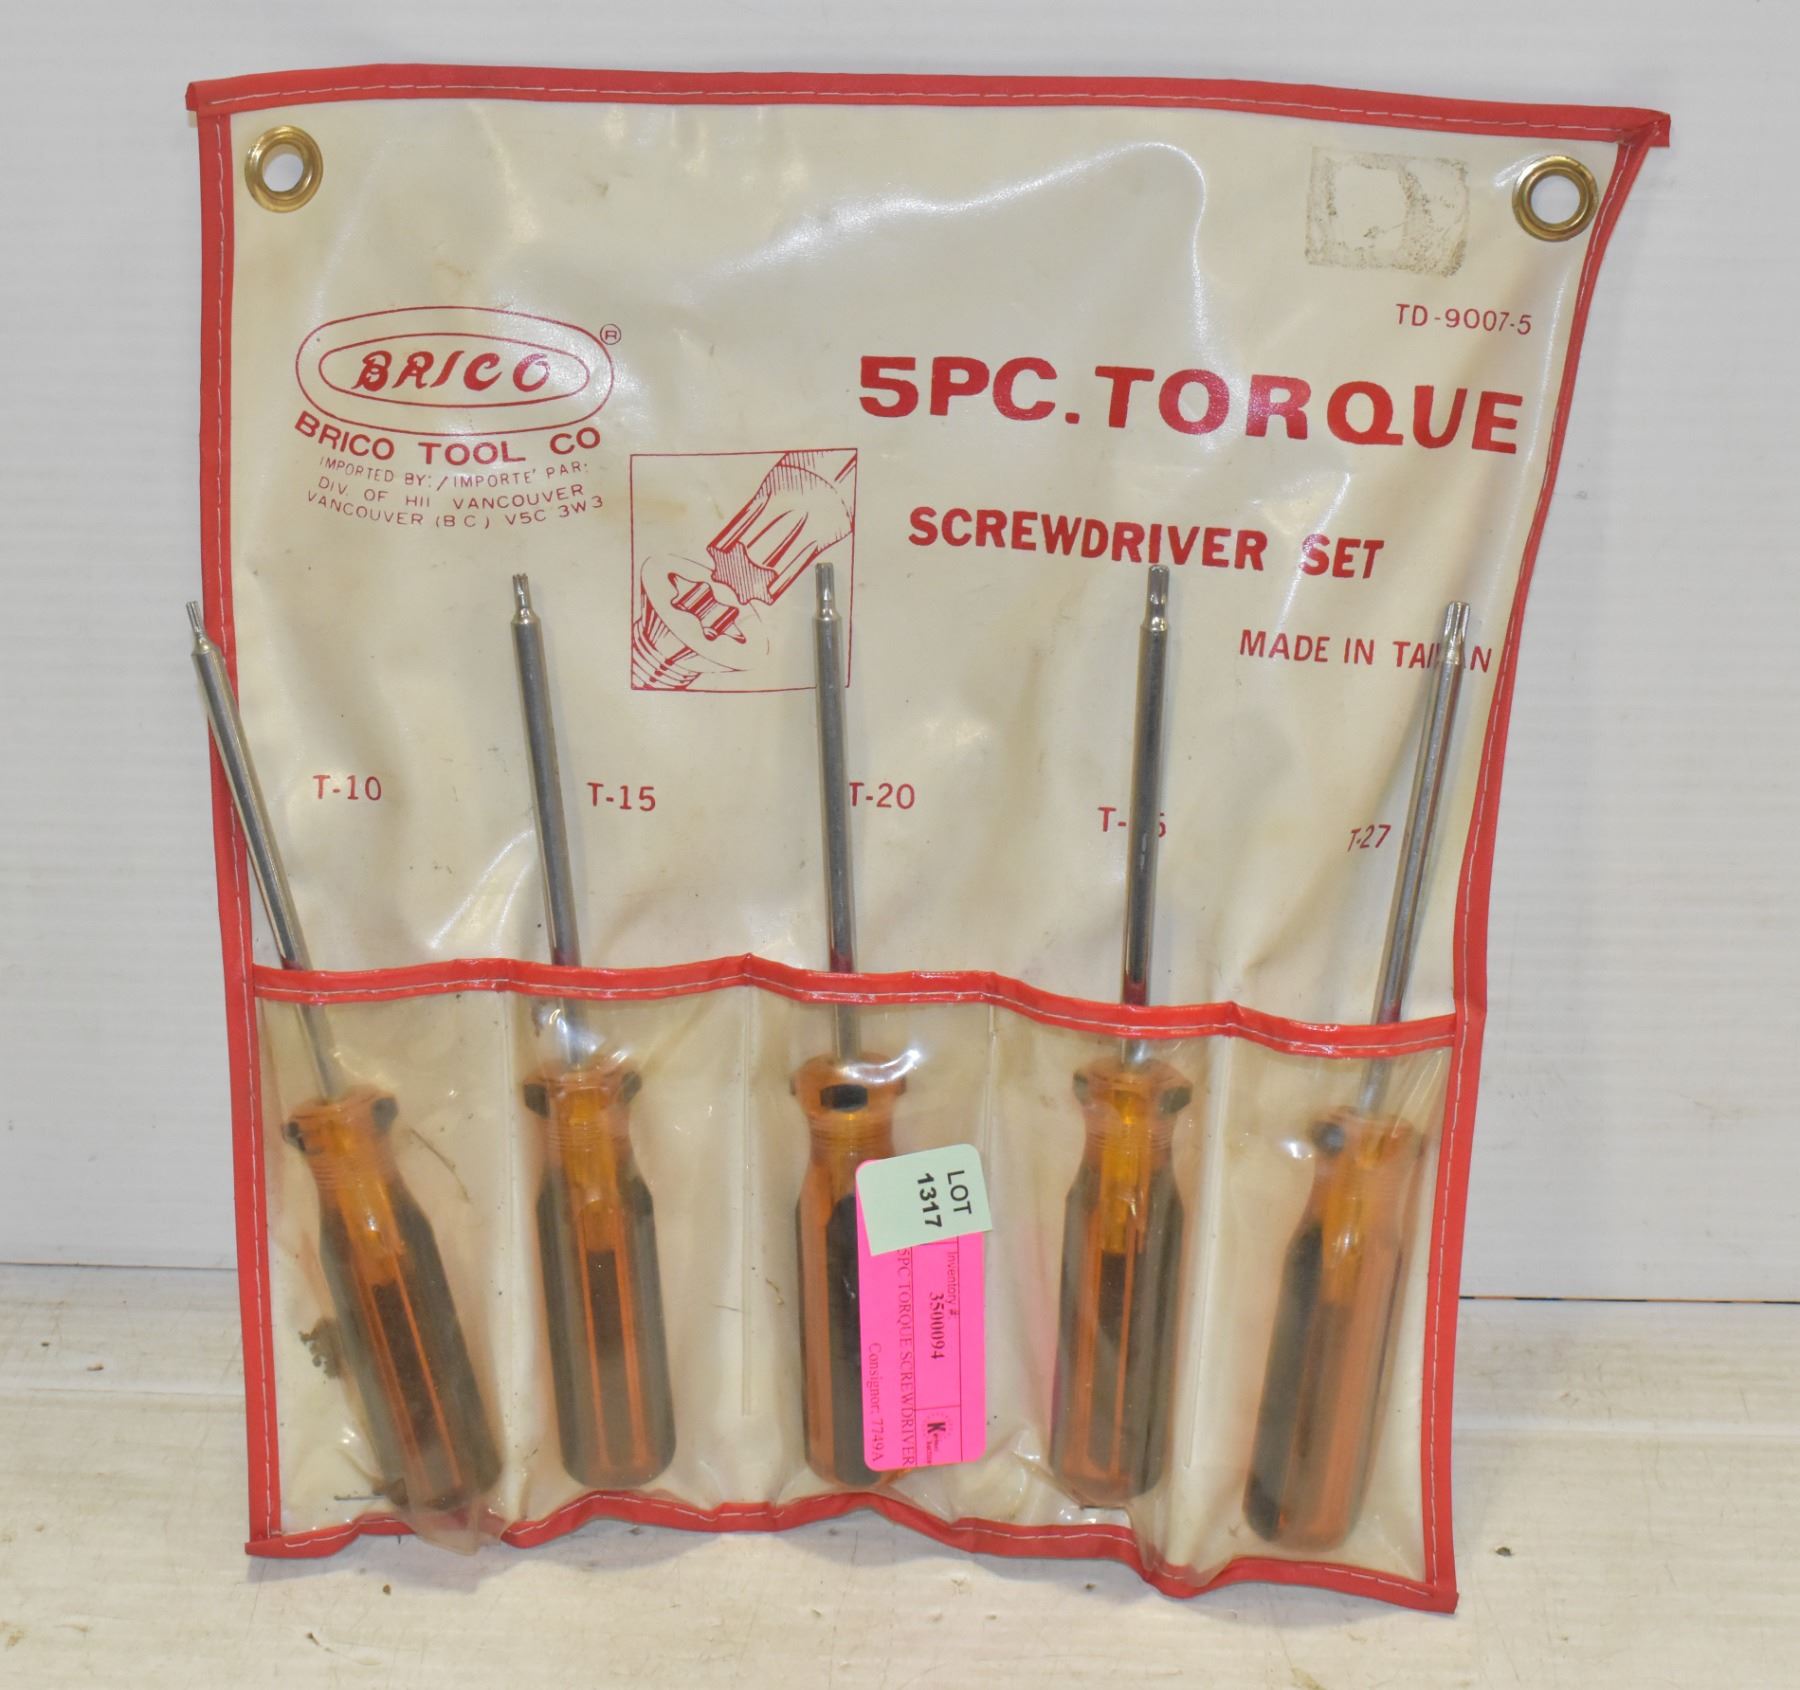 TD-9007-5
BRICO ®
BRICO TOOL CO
IMPORTED BY:/IMPORTE' PAR:
DIV. OF HII VANCOUVER
VANCOUVER (BC) V5C 3W3
5PC. TORQUE
SCREWDRIVER SET
MADE IN
T-10
T-15
T-20
T-27
LOT
1317
Inventory #:
3500094
5PC TORQUE SCREWDRIVER
Consignor: 7749A